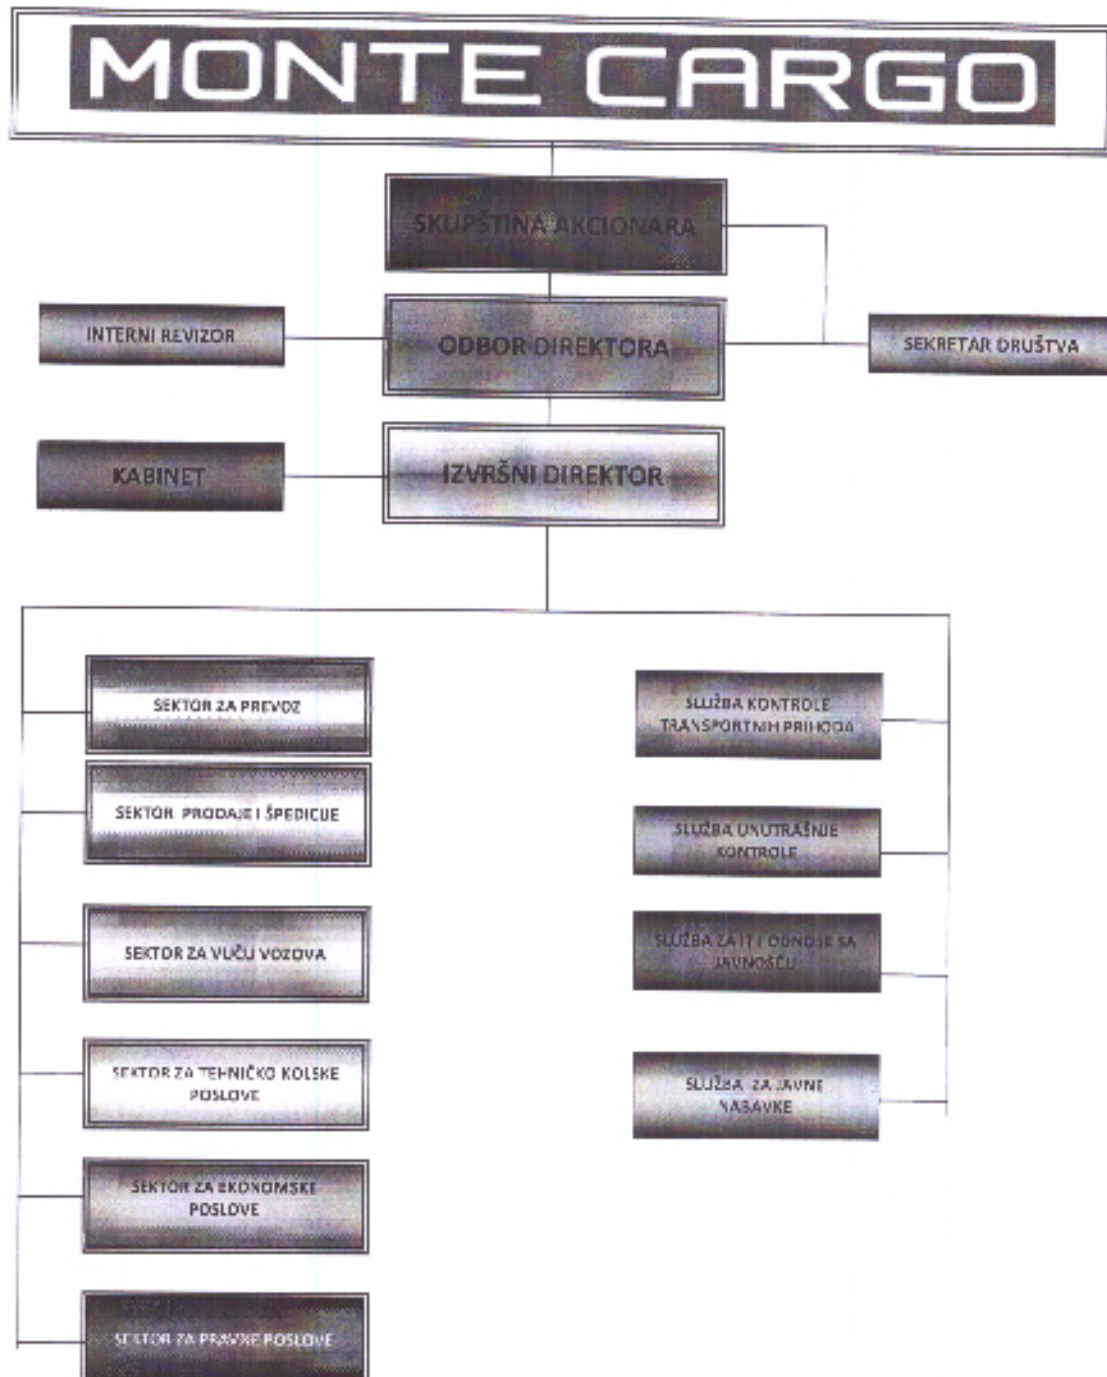 MONTE CARGO
SKUPŠTINA AKCIONARA
INTERNI REVIZOR
ODBOR DIREKTORA
SEKRETAR DRUŠTVA
KABINET
IZVRŠNI DIREKTOR
SEKTOR ZA PREVOZ
SEKTOR PRODAJE I ŠPEDICIJE
SEKTOR ZA VUČU VOZOVA
SEKTOR ZA TEHNIČKO KOLSKE
POSLOVE
SEKTOR ZA EKONOMSKE
POSLOVE
SEKTOR ZA PRAVNE POSLOVE
SLUŽBA KONTROLE
TRANSPORTNIH PRIHODA
SLUŽBA UNUTRAŠNJE
KONTROLE
SLUŽBA ZA IT I ODNOSE SA
JAVNOŠĆU
SLUŽBA ZA JAVNE
NABAVKE